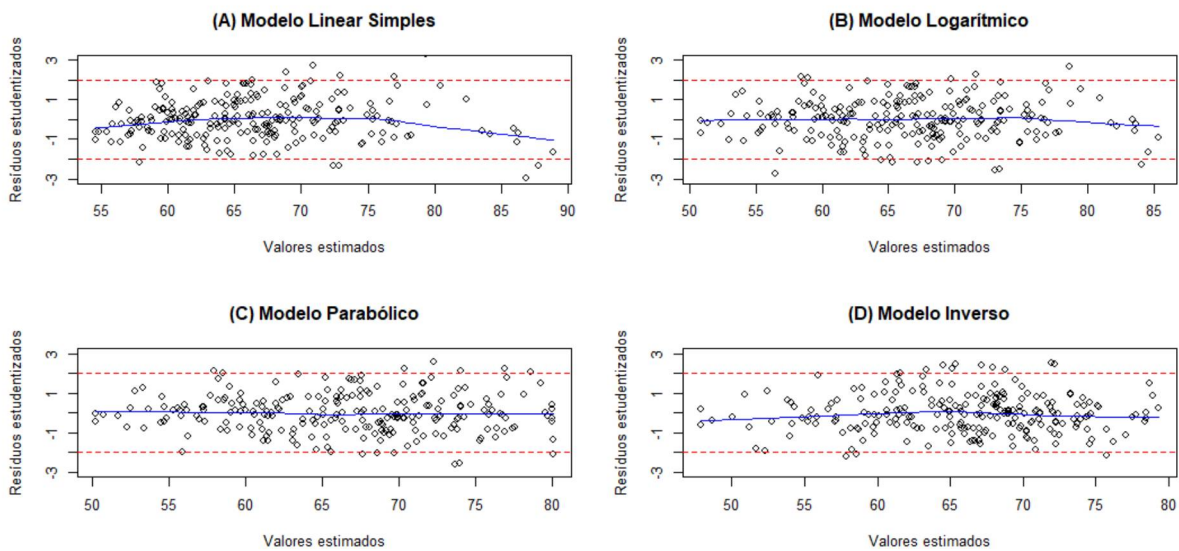 (A) Modelo Linear Simples
Resíduos estudentizados
3
1
-1
-3
55 60 65 70 75 80 85 90
Valores estimados
(B) Modelo Logarítmico
Resíduos estudentizados
3
1
-1
-3
50 55 60 65 70 75 80 85
Valores estimados
(C) Modelo Parabólico
Resíduos estudentizados
3
1
-1
-3
50 55 60 65 70 75 80
Valores estimados
(D) Modelo Inverso
Resíduos estudentizados
3
1
-1
-3
50 55 60 65 70 75 80
Valores estimados